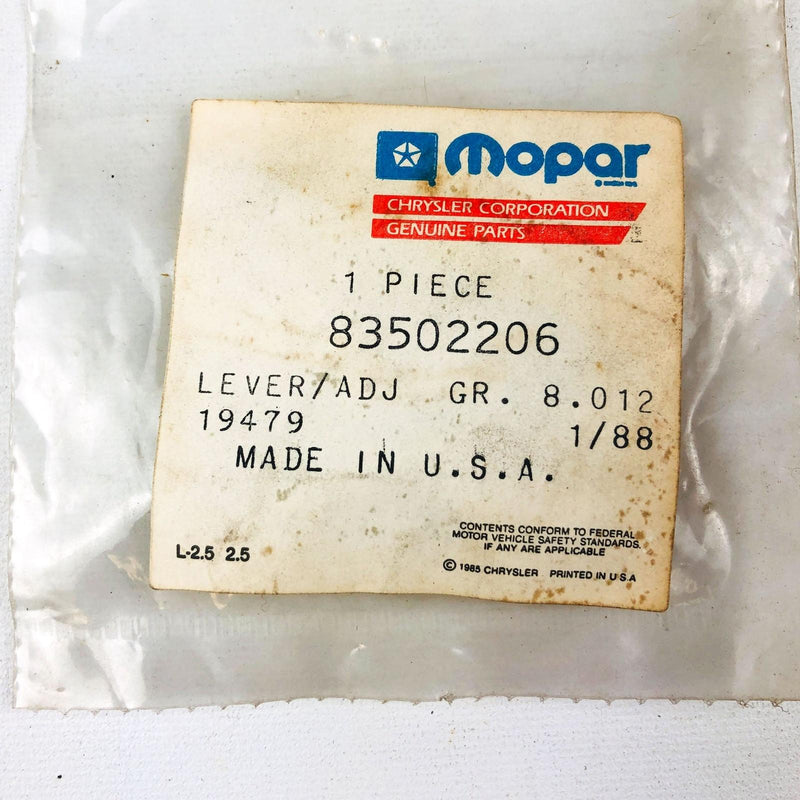 mopar
CHRYSLER CORPORATION
GENUINE PARTS
1 PIECE
83502206
LEVER/ADJ GR. 8.012
19479 1/88
MADE IN U.S.A.
L-2.5 2.5
CONTENTS CONFORM TO FEDERAL
MOTOR VEHICLE SAFETY STANDARDS.
IF ANY ARE APPLICABLE
© 1985 CHRYSLER PRINTED IN U S A